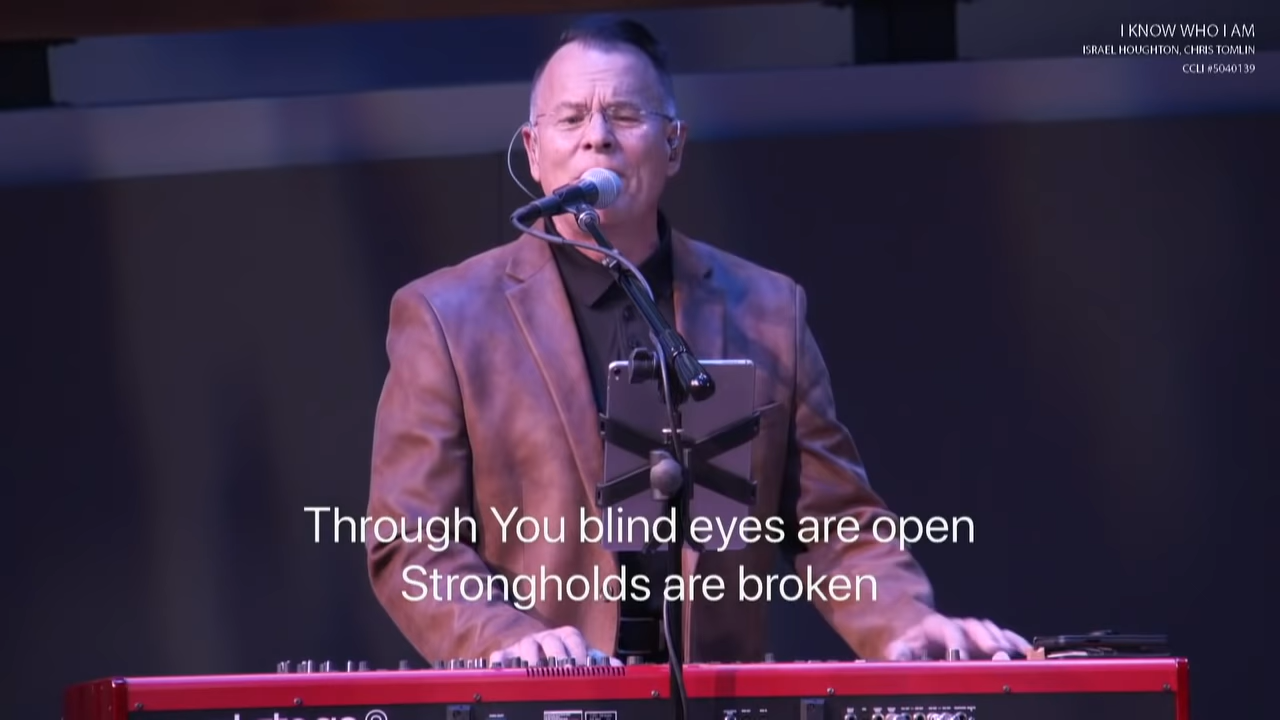 I KNOW WHO I AM
ISRAEL HOUGHTON, CHRIS TOMLIN
CCLI #5040139
Through You blind eyes are open
Strongholds are broken